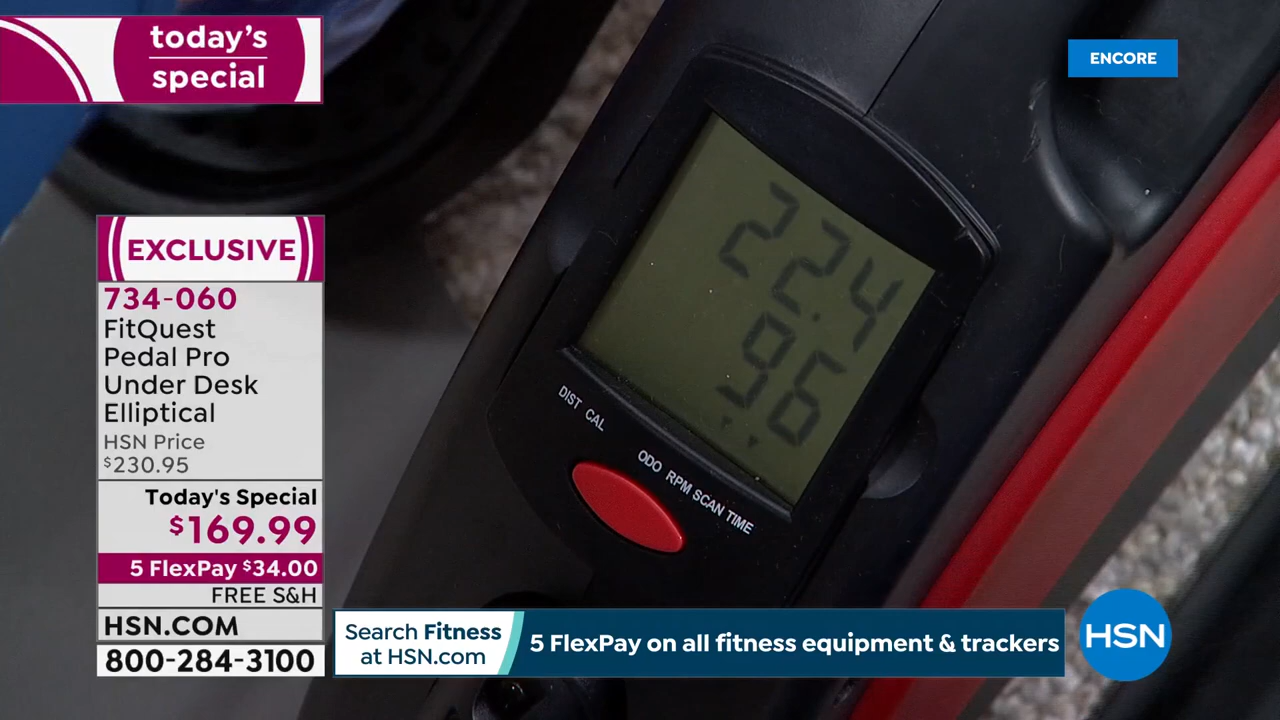 today's
special
ENCORE
EXCLUSIVE
734-060
FitQuest
Pedal Pro
Under Desk
Elliptical
HSN Price
$230.95
Today's Special
$169.99
5 FlexPay $34.00
FREE S&H
HSN.COM
800-284-3100
22.4
96
DIST CAL
ODO RPM SCAN TIME
Search Fitness
at HSN.com
5 FlexPay on all fitness equipment & trackers
HSN